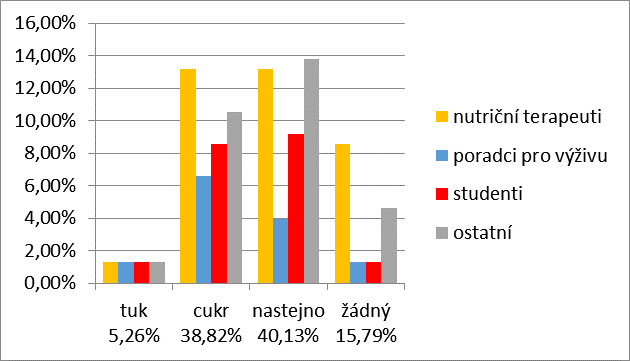 16,00%
14,00%
12,00%
10,00%
8,00%
6,00%
4,00%
2,00%
0,00%
tuk cukr nastejno žádný
5,26% 38,82% 40,13% 15,79%
nutriční terapeuti
poradci pro výživu
studenti
ostatní